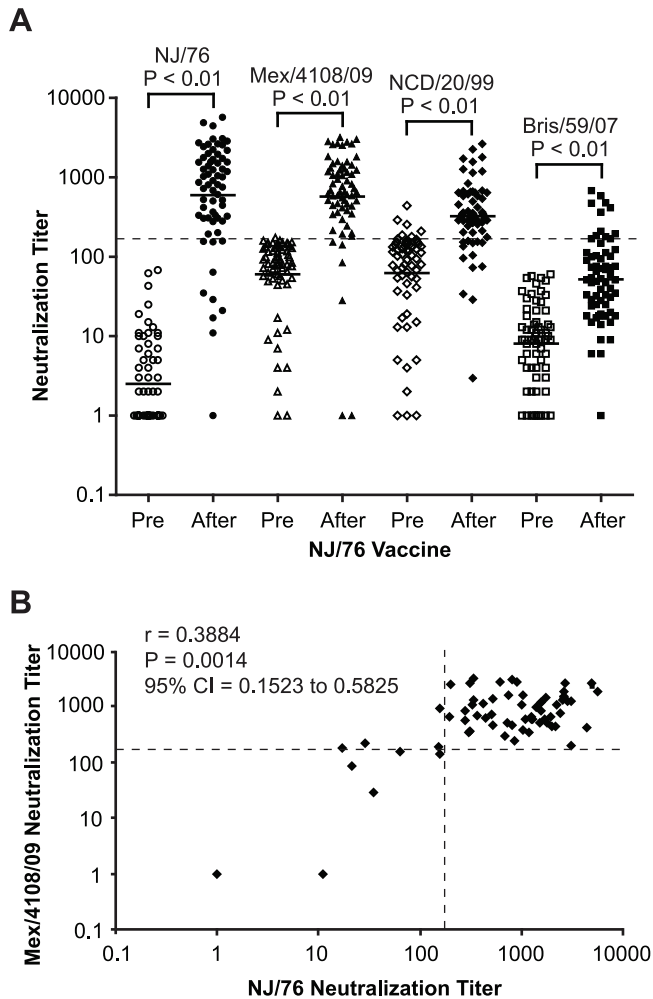 A
NJ/76
P < 0.01
Mex/4108/09
P < 0.01
NCD/20/99
P < 0.01
Bris/59/07
P < 0.01
Neutralization Titer
10000
1000
100
10
1
0.1
Pre After Pre After Pre After Pre After
NJ/76 Vaccine
B
r = 0.3884
P = 0.0014
95% CI = 0.1523 to 0.5825
Mex/4108/09 Neutralization Titer
10000
1000
100
10
1
0.1
0.1 1 10 100 1000 10000
NJ/76 Neutralization Titer